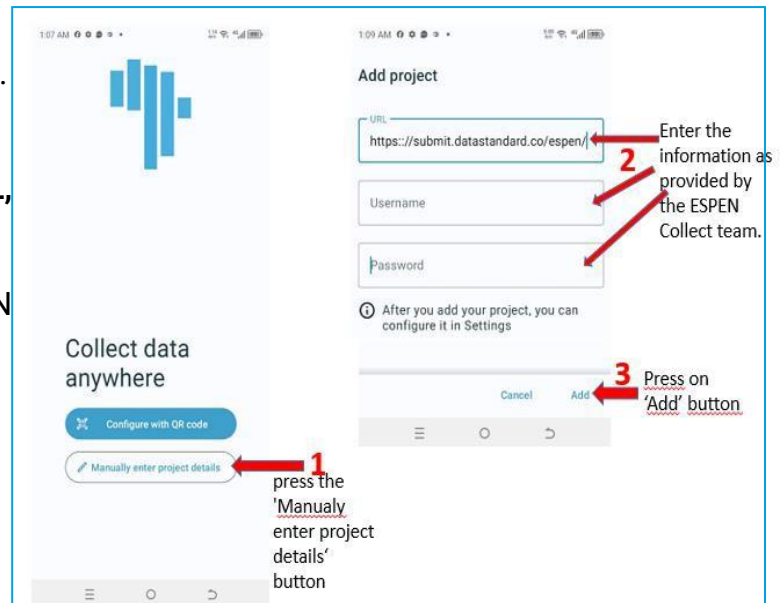 1:07 AM
.
,
N
Collect data
anywhere
Configure with QR code
Manually enter project details
1
press the
'Manualy
enter project
details‘
button
1:09 AM
Add project
URL
https:://submit.datastandard.co/espen/
2
Enter the
information as
provided by
the ESPEN
Collect team.
Username
Password
After you add your project, you can
configure it in Settings
Cancel
Add
3
Press on
‘Add’ button